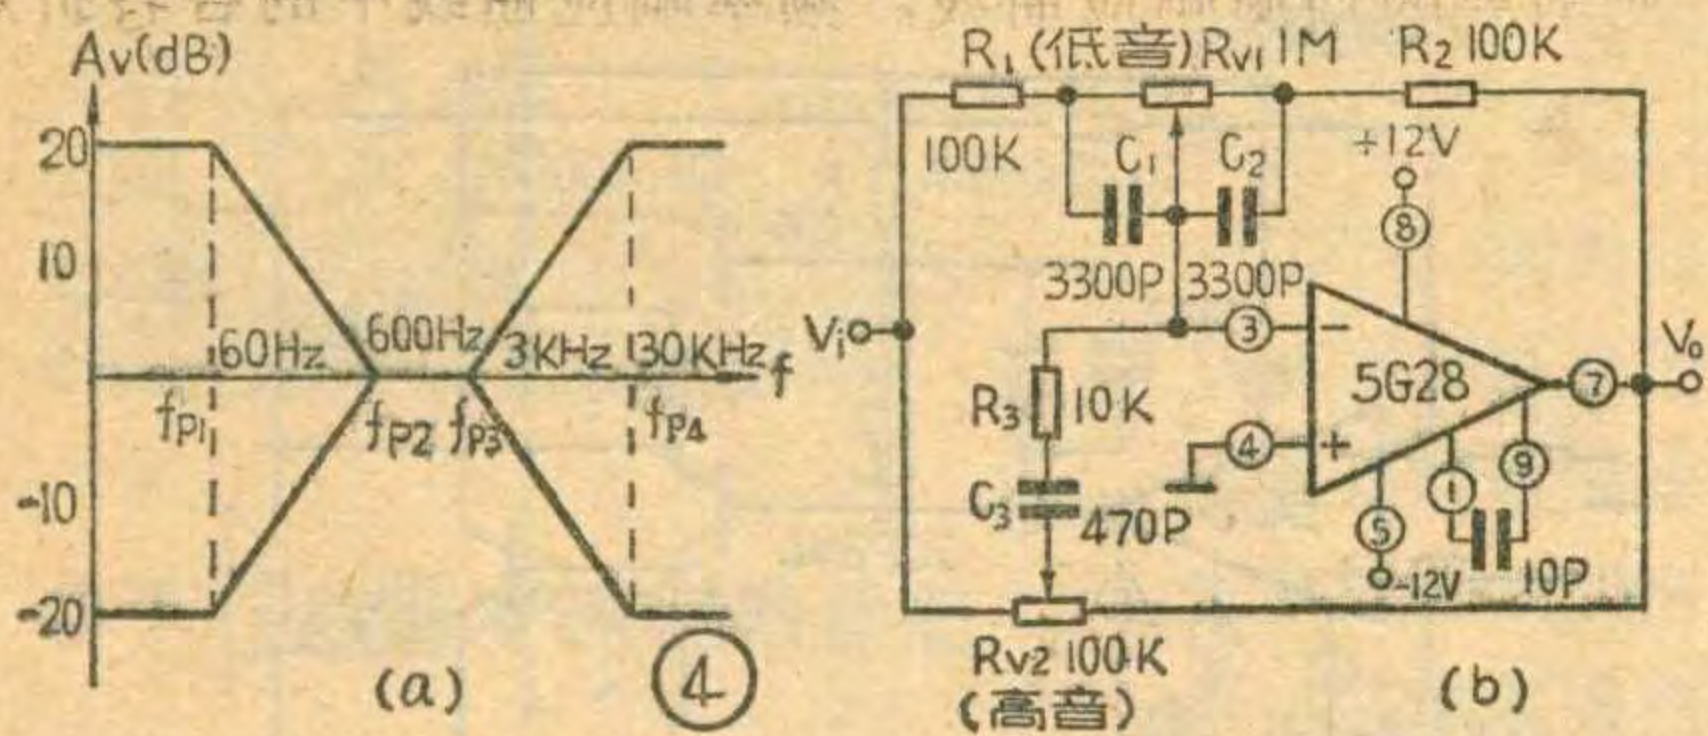 Av(dB)
20
10
-10
-20
60Hz
600Hz
3KHz
30KHz
f
fp1
fp2
fp3
fp4
(a)
④
R1 (低音) Rv1 1M
R2 100K
100K
C1
C2
3300P
3300P
+12V
⑧
Vi
③
−
5G28
⑦
Vo
R3
10K
④
+
C3
470P
⑤
①
⑨
-12V
10P
Rv2 100K
(高音)
(b)